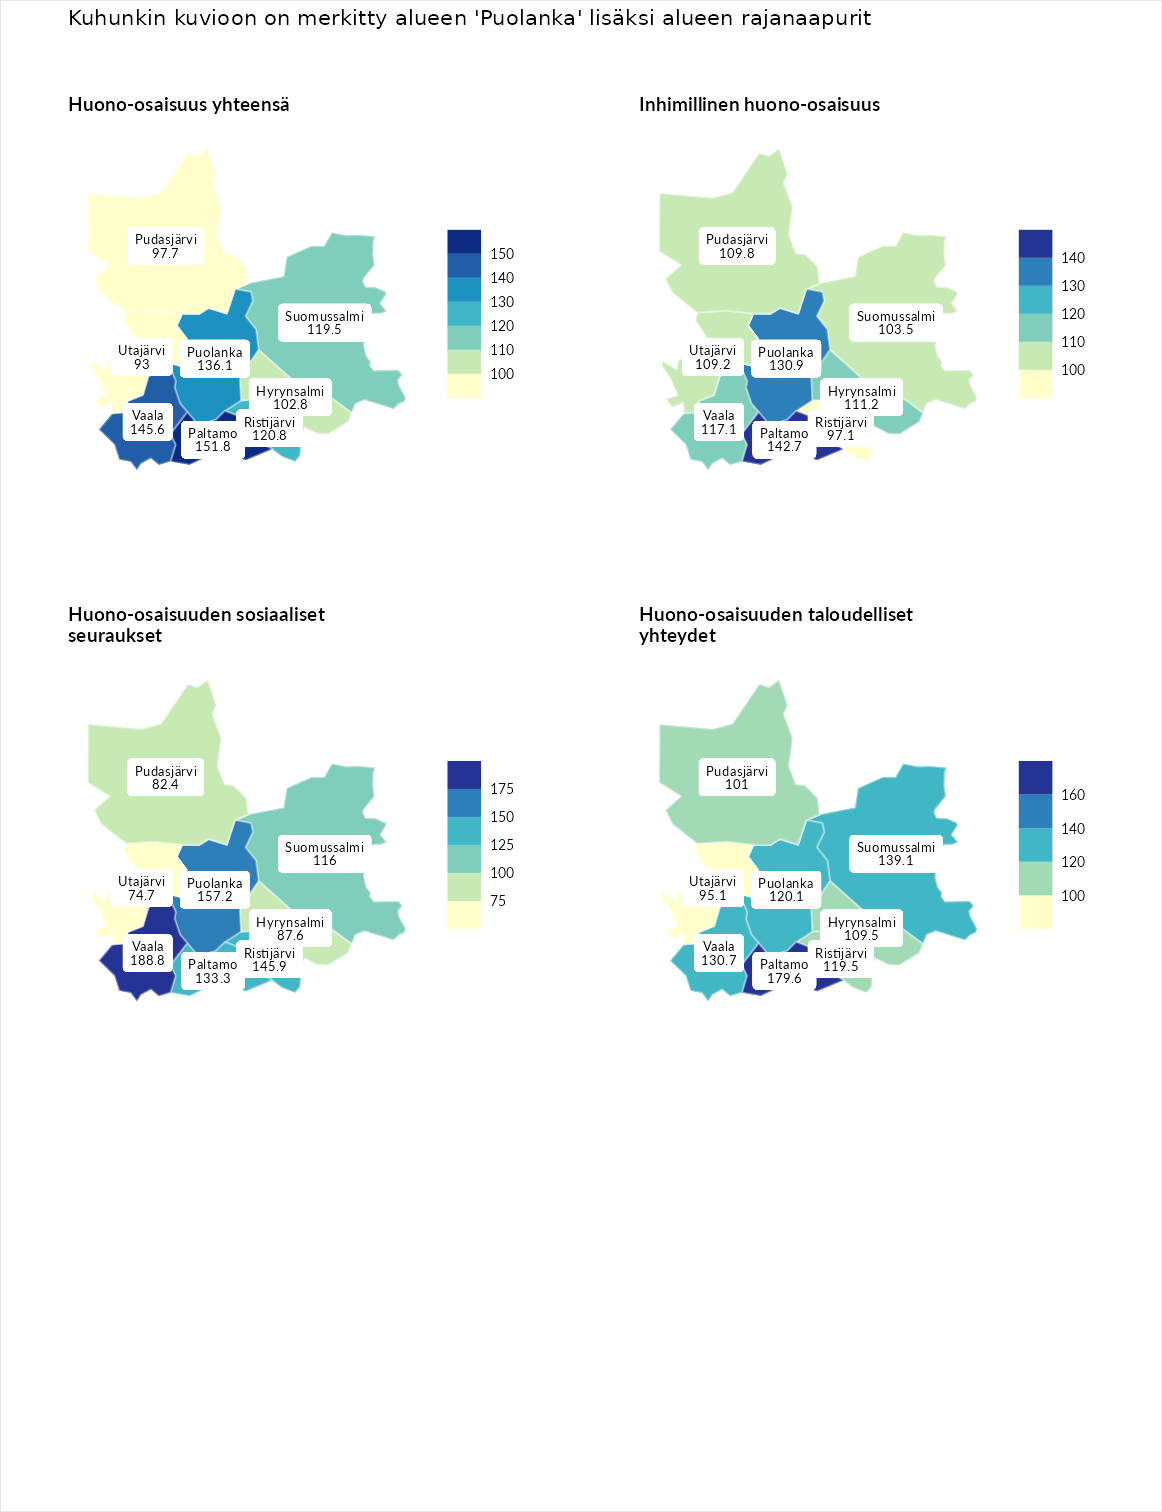 Kuhunkin kuvioon on merkitty alueen 'Puolanka' lisäksi alueen rajanaapurit
Huono-osaisuus yhteensä
Pudasjärvi
97.7
Suomussalmi
119.5
Utajärvi
93
Puolanka
136.1
Hyrynsalmi
102.8
Vaala
145.6
Ristijärvi
120.8
Paltamo
151.8
150
140
130
120
110
100
Inhimillinen huono-osaisuus
Pudasjärvi
109.8
Suomussalmi
103.5
Utajärvi
109.2
Puolanka
130.9
Hyrynsalmi
111.2
Vaala
117.1
Ristijärvi
97.1
Paltamo
142.7
140
130
120
110
100
Huono-osaisuuden sosiaaliset
seuraukset
Pudasjärvi
82.4
Suomussalmi
116
Utajärvi
74.7
Puolanka
157.2
Hyrynsalmi
87.6
Vaala
188.8
Ristijärvi
145.9
Paltamo
133.3
175
150
125
100
75
Huono-osaisuuden taloudelliset
yhteydet
Pudasjärvi
101
Suomussalmi
139.1
Utajärvi
95.1
Puolanka
120.1
Hyrynsalmi
109.5
Vaala
130.7
Ristijärvi
119.5
Paltamo
179.6
160
140
120
100